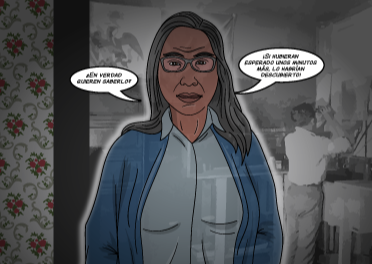 ¿EN VERDAD
QUIEREN SABERLO?
¡SI HUBIERAN
ESPERADO UNOS MINUTOS
MÁS, LO HABRÍAN
DESCUBIERTO!